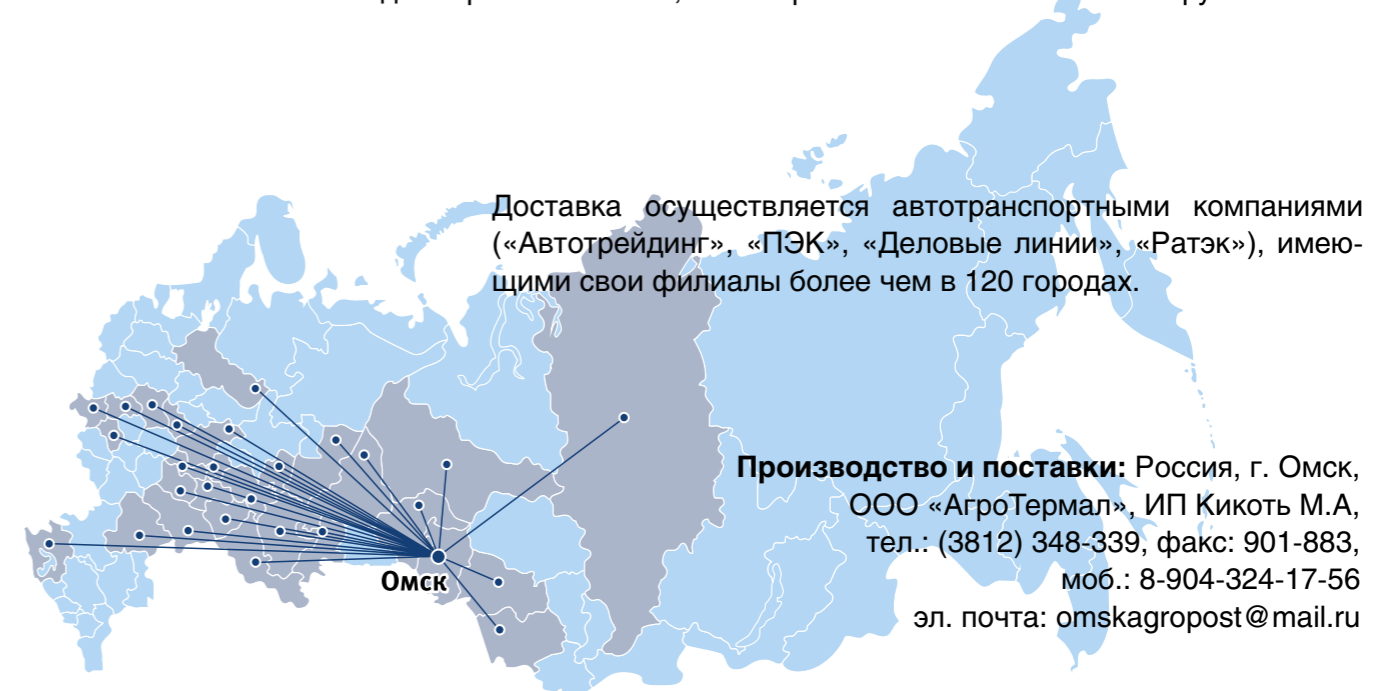 Доставка осуществляется автотранспортными компаниями
(«Автотрейдинг», «ПЭК», «Деловые линии», «Ратэк»), имею-
щими свои филиалы более чем в 120 городах.
Производство и поставки: Россия, г. Омск,
ООО «АгроТермал», ИП Кикоть М.А,
тел.: (3812) 348-339, факс: 901-883,
моб.: 8-904-324-17-56
эл. почта: omskagropost@mail.ru
Омск